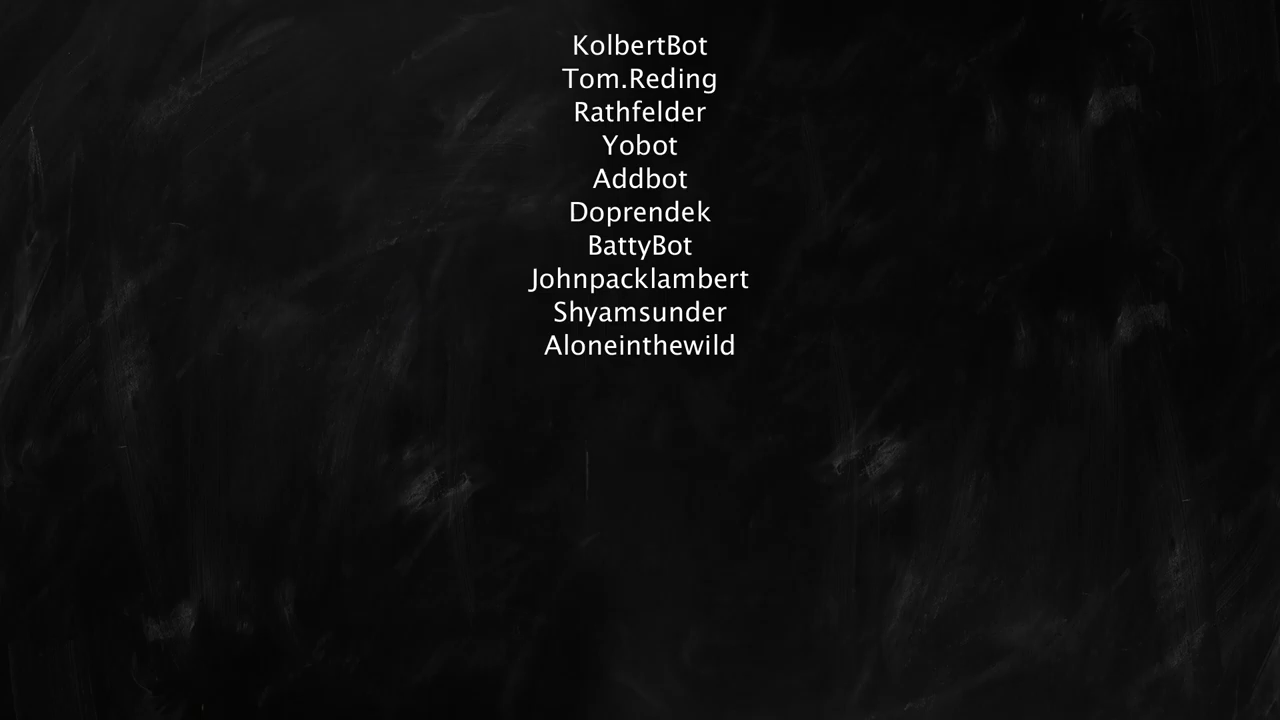 KolbertBot
Tom.Reding
Rathfelder
Yobot
Addbot
Doprendek
BattyBot
Johnpacklambert
Shyamsunder
Aloneinthewild